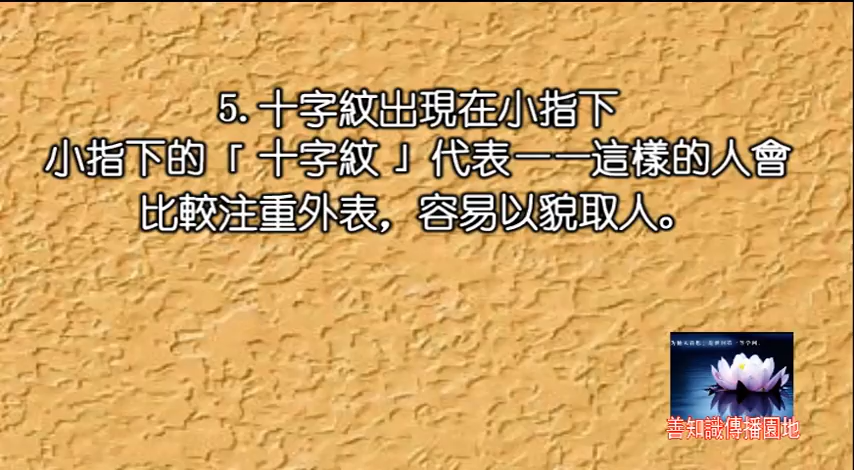 5.十字紋出現在小指下
小指下的「十字紋」代表——這樣的人會
比較注重外表，容易以貌取人。
善知識傳播園地